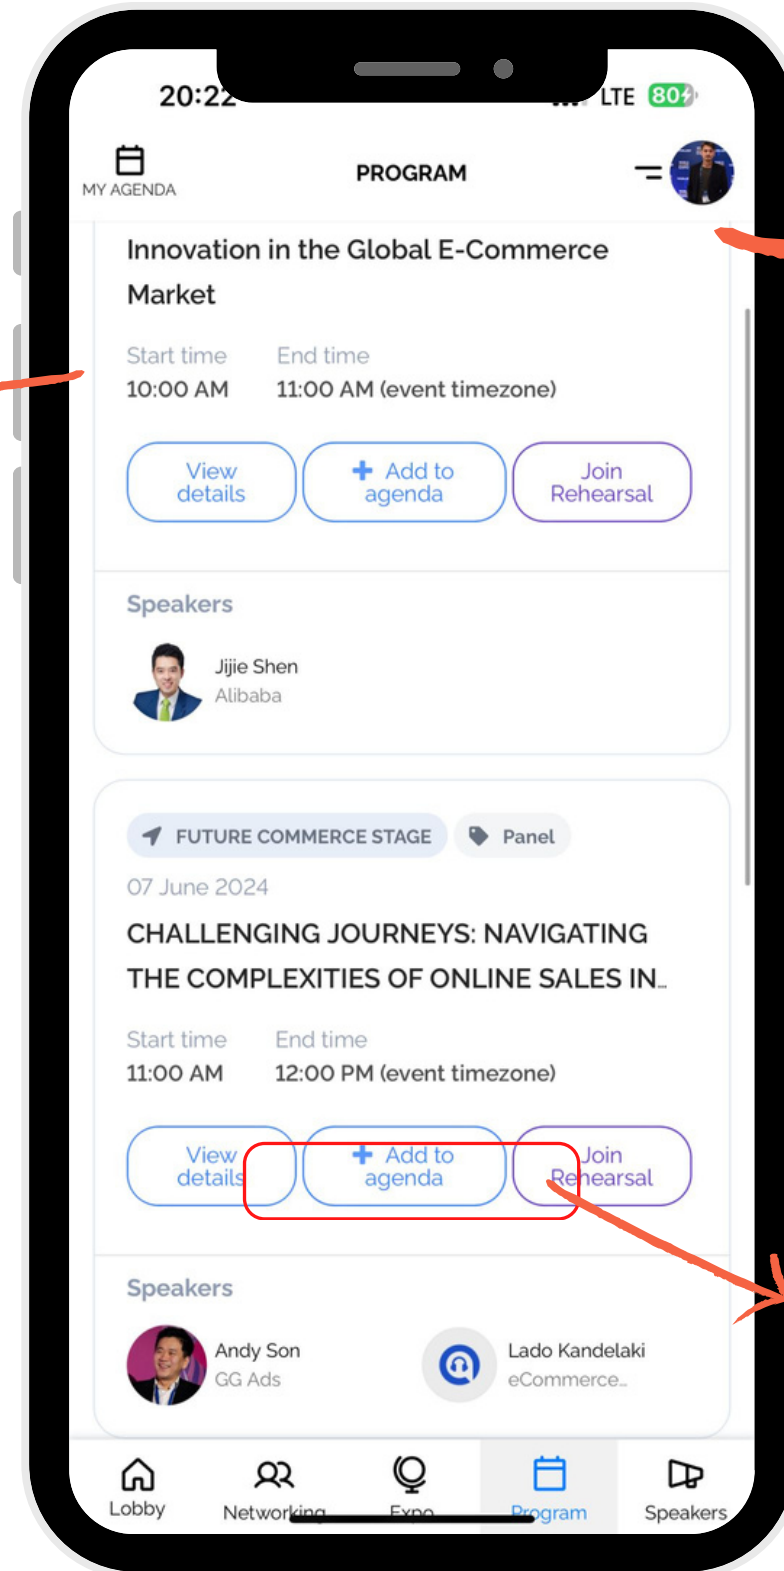 20:22
LTE 80
MY AGENDA
PROGRAM
Innovation in the Global E-Commerce
Market
Start time End time
10:00 AM 11:00 AM (event timezone)
View details
+ Add to agenda
Join Rehearsal
Speakers
Jijie Shen
Alibaba
FUTURE COMMERCE STAGE Panel
07 June 2024
CHALLENGING JOURNEYS: NAVIGATING
THE COMPLEXITIES OF ONLINE SALES IN...
Start time End time
11:00 AM 12:00 PM (event timezone)
View details
+ Add to agenda
Join Rehearsal
Speakers
Andy Son
GG Ads
Lado Kandelaki
eCommerce...
Lobby Networking Expo Program Speakers